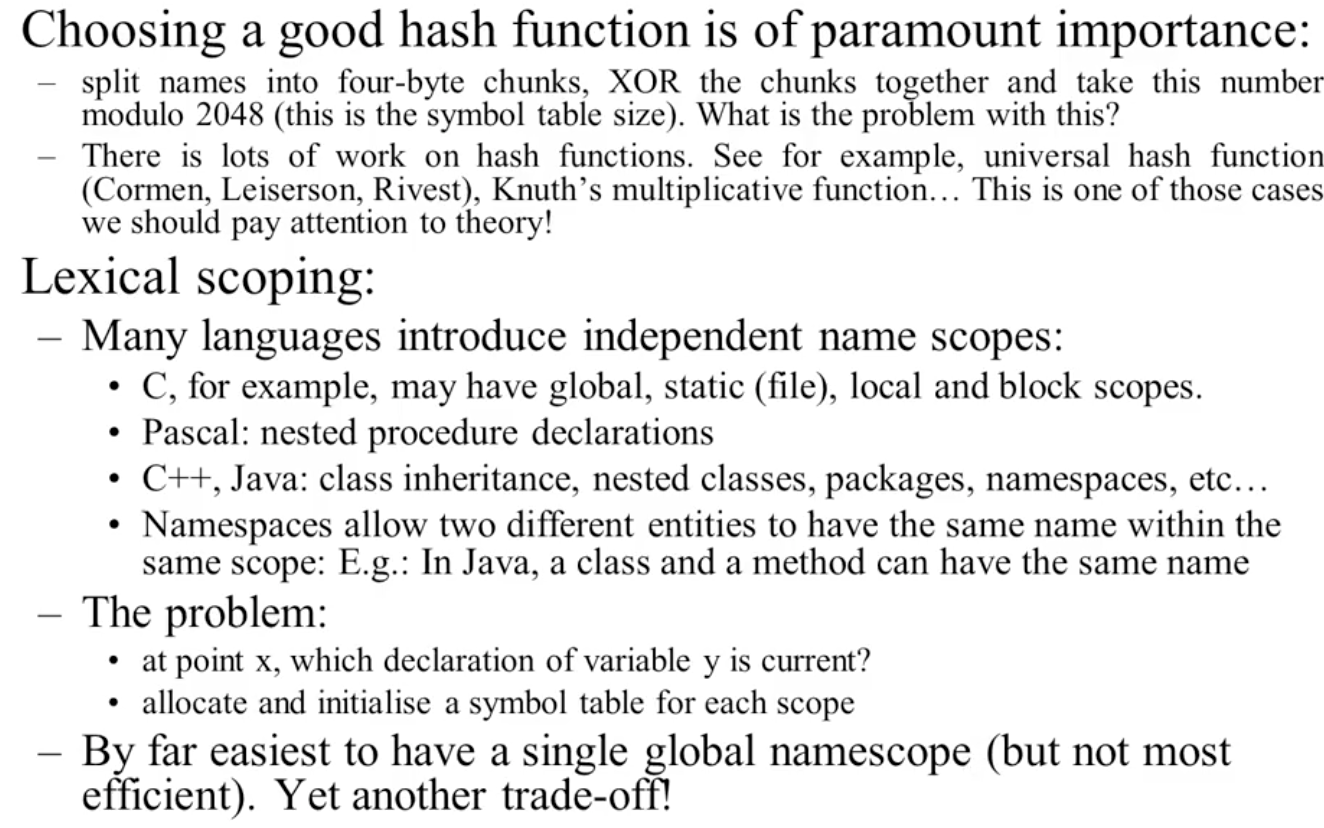 Choosing a good hash function is of paramount importance:
– split names into four-byte chunks, XOR the chunks together and take this number
modulo 2048 (this is the symbol table size). What is the problem with this?
– There is lots of work on hash functions. See for example, universal hash function
(Cormen, Leiserson, Rivest), Knuth’s multiplicative function… This is one of those cases
we should pay attention to theory!
Lexical scoping:
– Many languages introduce independent name scopes:
• C, for example, may have global, static (file), local and block scopes.
• Pascal: nested procedure declarations
• C++, Java: class inheritance, nested classes, packages, namespaces, etc…
• Namespaces allow two different entities to have the same name within the
same scope: E.g.: In Java, a class and a method can have the same name
– The problem:
• at point x, which declaration of variable y is current?
• allocate and initialise a symbol table for each scope
– By far easiest to have a single global namescope (but not most
efficient). Yet another trade-off!